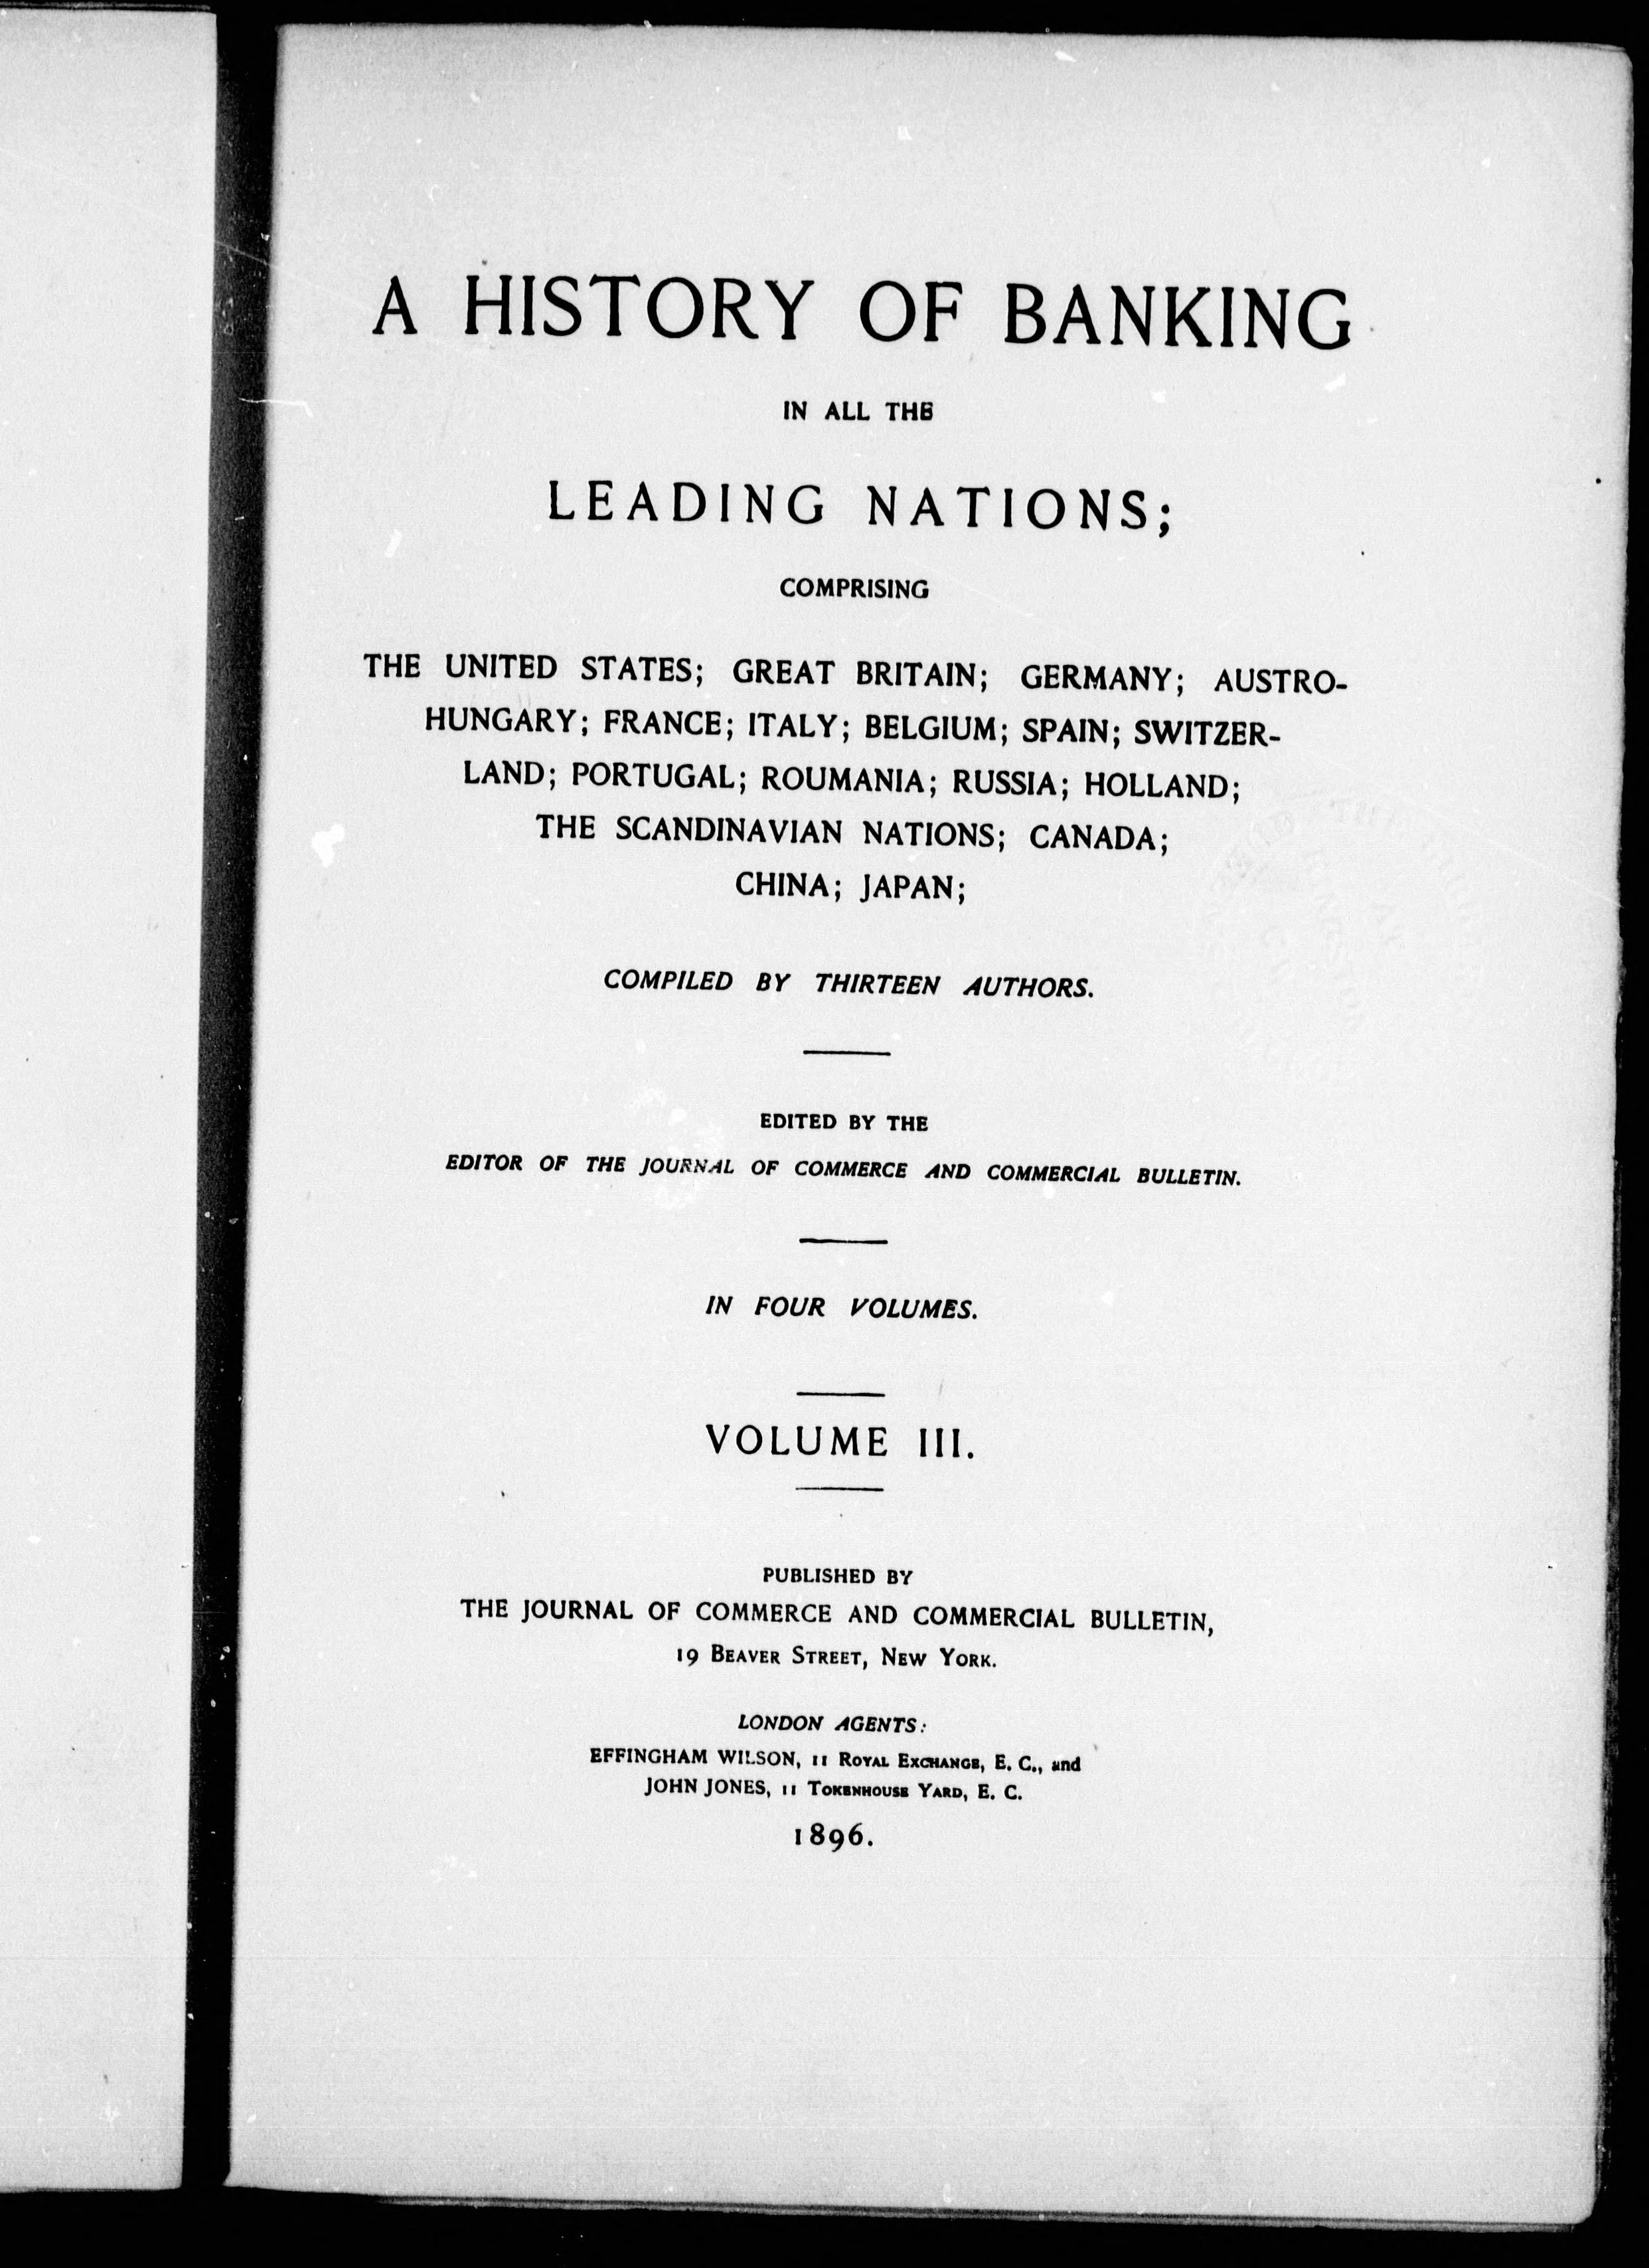 A HISTORY OF BANKING
IN ALL THE
LEADING NATIONS;
COMPRISING
THE UNITED STATES; GREAT BRITAIN; GERMANY; AUSTRO-
HUNGARY; FRANCE; ITALY; BELGIUM; SPAIN; SWITZER-
LAND; PORTUGAL; ROUMANIA; RUSSIA; HOLLAND;
THE SCANDINAVIAN NATIONS; CANADA;
CHINA; JAPAN;
COMPILED BY THIRTEEN AUTHORS.
EDITED BY THE
EDITOR OF THE JOURNAL OF COMMERCE AND COMMERCIAL BULLETIN.
IN FOUR VOLUMES.
VOLUME III.
PUBLISHED BY
THE JOURNAL OF COMMERCE AND COMMERCIAL BULLETIN,
19 BEAVER STREET, NEW YORK.
LONDON AGENTS:
EFFINGHAM WILSON, 11 ROYAL EXCHANGE, E. C., and
JOHN JONES, 11 TOKENHOUSE YARD, E. C.
1896.